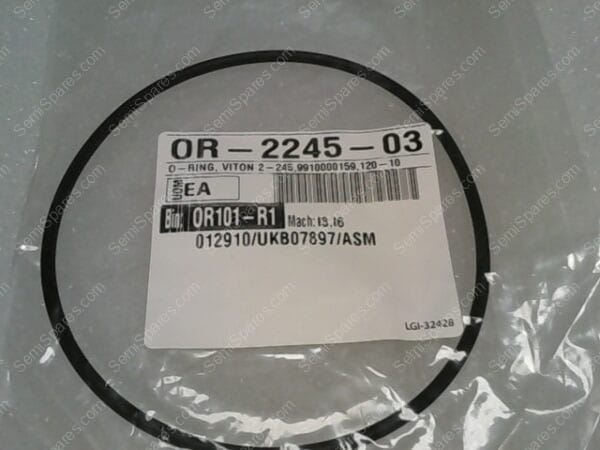 OR-2245-03
O-RING, VITON 2-245,9910000159,120-10
UOM EA
Bin: OR101-R1 Mach: 13.16
012910/UKB07897/ASM
LGI-32428
SemiSpares.com